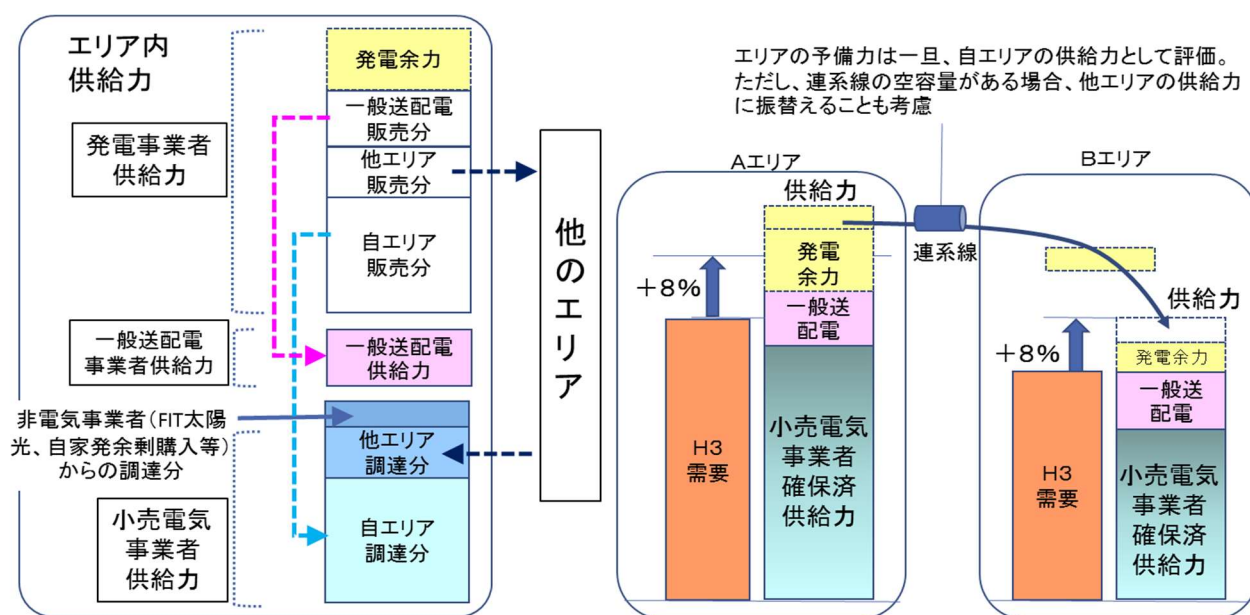 エリア内
供給力
発電事業者
供給力
一般送配電
事業者供給力
非電気事業者(FIT太陽
光、自家発余剰購入等)
からの調達分
小売電気
事業者
供給力
発電余力
一般送配電
販売分
他エリア
販売分
自エリア
販売分
一般送配電
供給力
他エリア
調達分
自エリア
調達分
他のエリア
エリアの予備力は一旦、自エリアの供給力として評価。
ただし、連系線の空容量がある場合、他エリアの供給力
に振替えることも考慮
Aエリア
供給力
+8%
発電
余力
一般送
配電
H3
需要
小売電気
事業者
確保済
供給力
連系線
Bエリア
供給力
+8%
発電余力
一般送
配電
H3
需要
小売電気
事業者
確保済
供給力